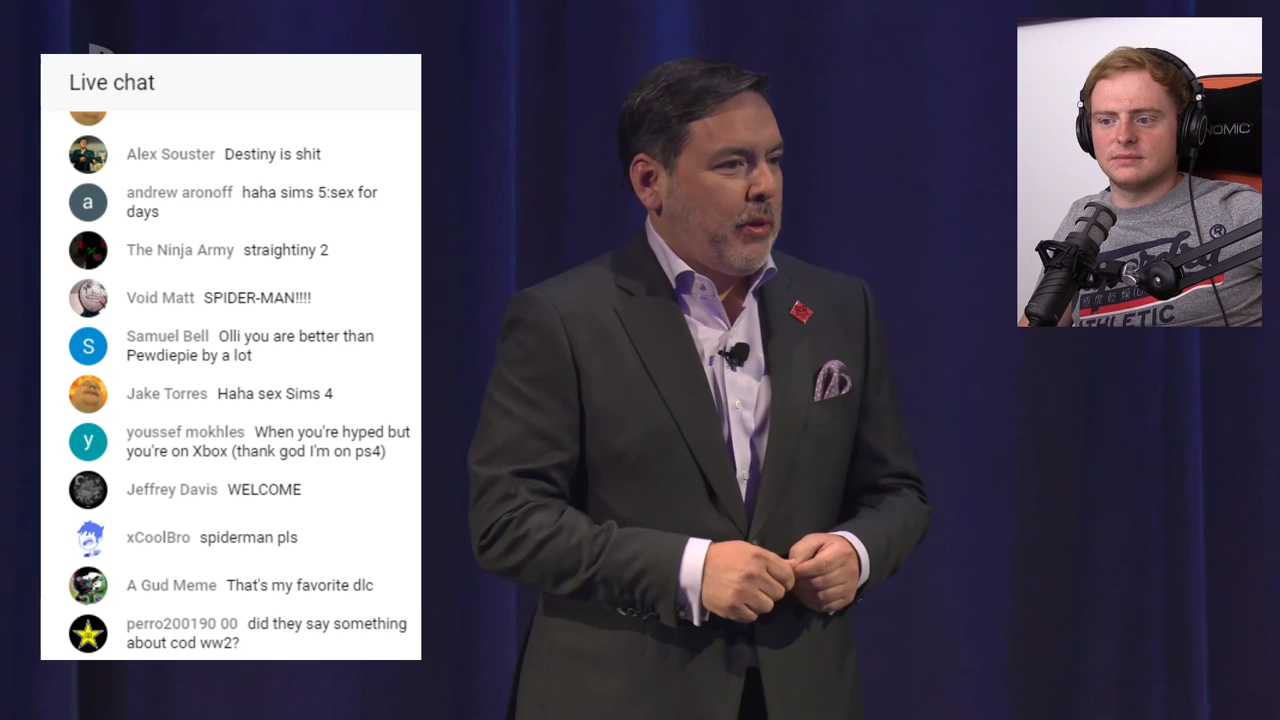 Live chat
Alex Souster Destiny is shit
andrew aronoff haha sims 5:sex for
days
a
The Ninja Army straightiny 2
Void Matt SPIDER-MAN!!!!
Samuel Bell Olli you are better than
Pewdiepie by a lot
S
Jake Torres Haha sex Sims 4
youssef mokhles When you're hyped but
you're on Xbox (thank god I'm on ps4)
y
Jeffrey Davis WELCOME
xCoolBro spiderman pls
A Gud Meme That's my favorite dlc
perro200190 00 did they say something
about cod ww2?
NOMIC
®
ATHLETIC